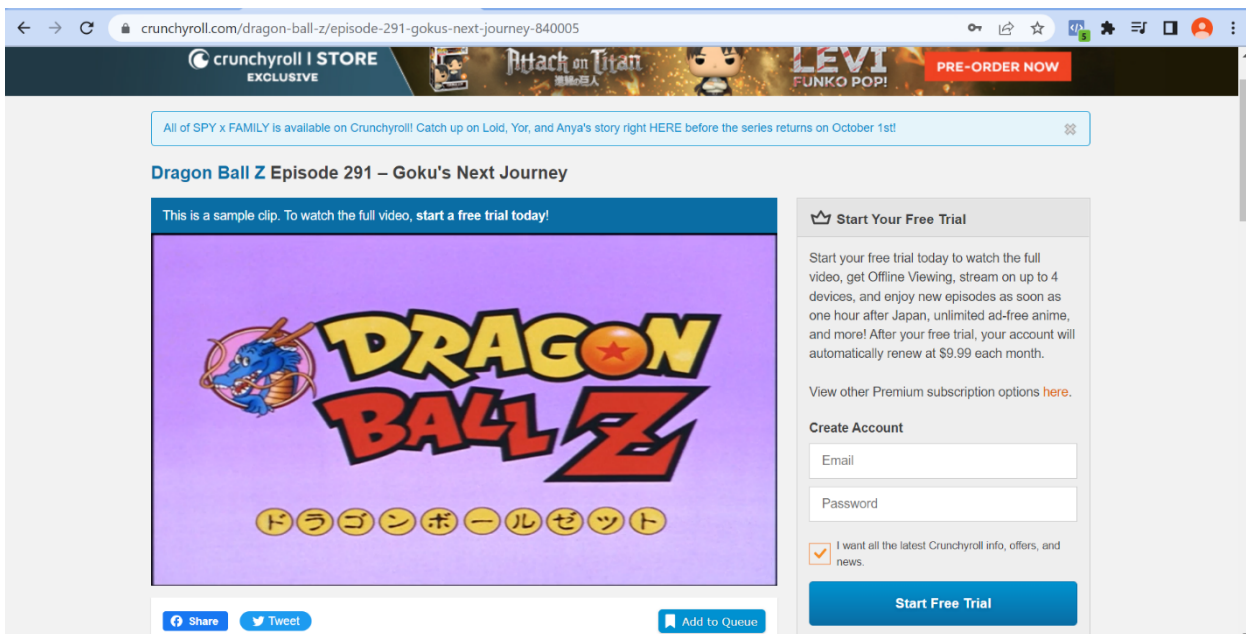 crunchyroll.com/dragon-ball-z/episode-291-gokus-next-journey-840005
5
crunchyroll | STORE
EXCLUSIVE
Attack on Titan
進撃の巨人
LEVI
FUNKO POP!
PRE-ORDER NOW
All of SPY x FAMILY is available on Crunchyroll! Catch up on Loid, Yor, and Anya's story right HERE before the series returns on October 1st!
Dragon Ball Z Episode 291 – Goku's Next Journey
This is a sample clip. To watch the full video, start a free trial today!
DRAGON
BALL Z
ドラゴンボールゼット
Share
Tweet
Add to Queue
Start Your Free Trial
Start your free trial today to watch the full
video, get Offline Viewing, stream on up to 4
devices, and enjoy new episodes as soon as
one hour after Japan, unlimited ad-free anime,
and more! After your free trial, your account will
automatically renew at $9.99 each month.
View other Premium subscription options here.
Create Account
Email
Password
I want all the latest Crunchyroll info, offers, and
news.
Start Free Trial